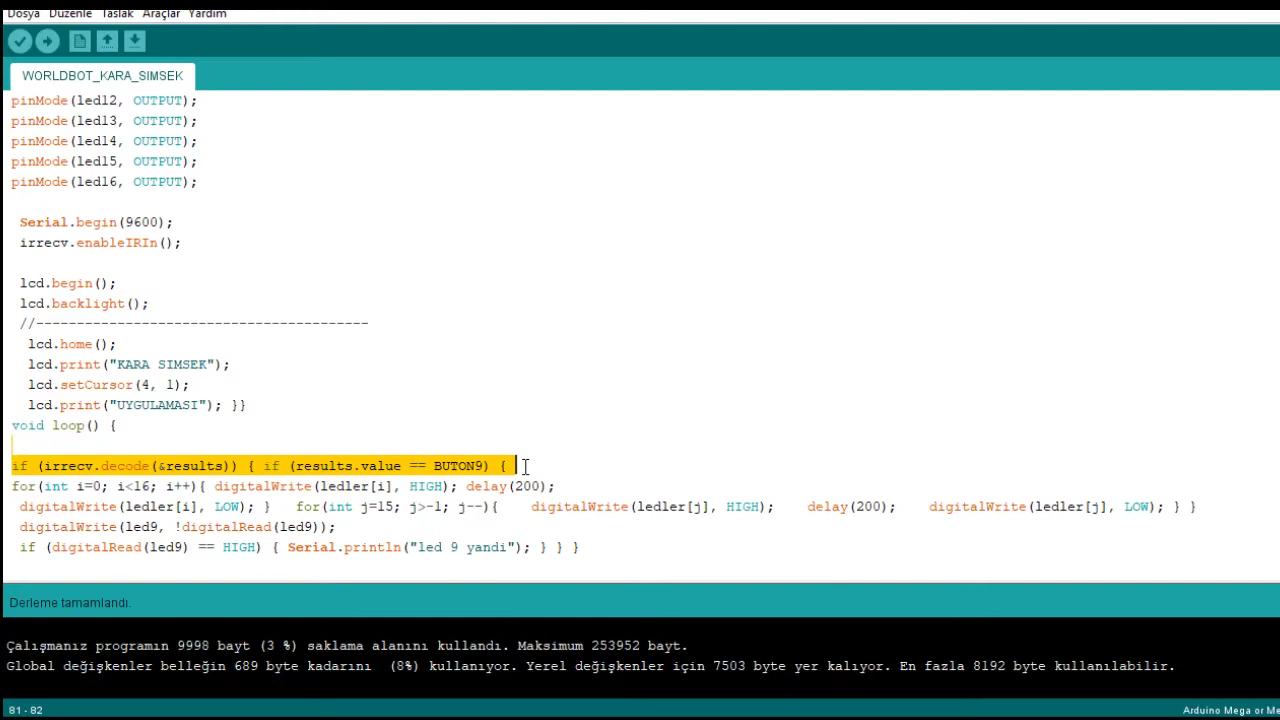 Dosya Düzenle Taslak Araçlar Yardım
WORLDBOT_KARA_SIMSEK
pinMode(led12, OUTPUT);
pinMode(led13, OUTPUT);
pinMode(led14, OUTPUT);
pinMode(led15, OUTPUT);
pinMode(led16, OUTPUT);
Serial.begin(9600);
irrecv.enableIRIn();
lcd.begin();
lcd.backlight();
//-----------------------------------------
lcd.home();
lcd.print("KARA SIMSEK");
lcd.setCursor(4, 1);
lcd.print("UYGULAMASI"); }}
void loop() {
if (irrecv.decode(&results)) { if (results.value == BUTON9) {
for(int i=0; i<16; i++){ digitalWrite(ledler[i], HIGH); delay(200);
digitalWrite(ledler[i], LOW); } for(int j=15; j>-1; j--){ digitalWrite(ledler[j], HIGH); delay(200); digitalWrite(ledler[j], LOW); } }
digitalWrite(led9, !digitalRead(led9));
if (digitalRead(led9) == HIGH) { Serial.println("led 9 yandi"); } } }
Derleme tamamlandı.
Çalışmanız programın 9998 bayt (3 %) saklama alanını kullandı. Maksimum 253952 bayt.
Global değişkenler belleğin 689 byte kadarını (8%) kullanıyor. Yerel değişkenler için 7503 byte yer kalıyor. En fazla 8192 byte kullanılabilir.
81 - 82
Arduino Mega or Me